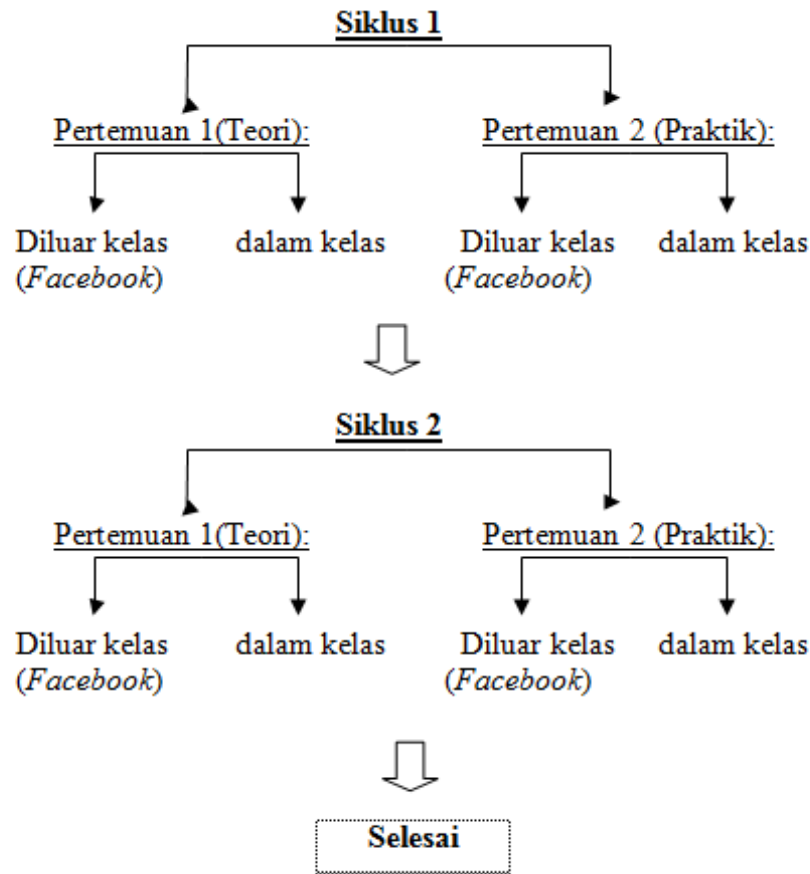 Siklus 1
Pertemuan 1(Teori): Pertemuan 2 (Praktik):
Diluar kelas dalam kelas Diluar kelas dalam kelas
(Facebook) (Facebook)
Siklus 2
Pertemuan 1(Teori): Pertemuan 2 (Praktik):
Diluar kelas dalam kelas Diluar kelas dalam kelas
(Facebook) (Facebook)
Selesai